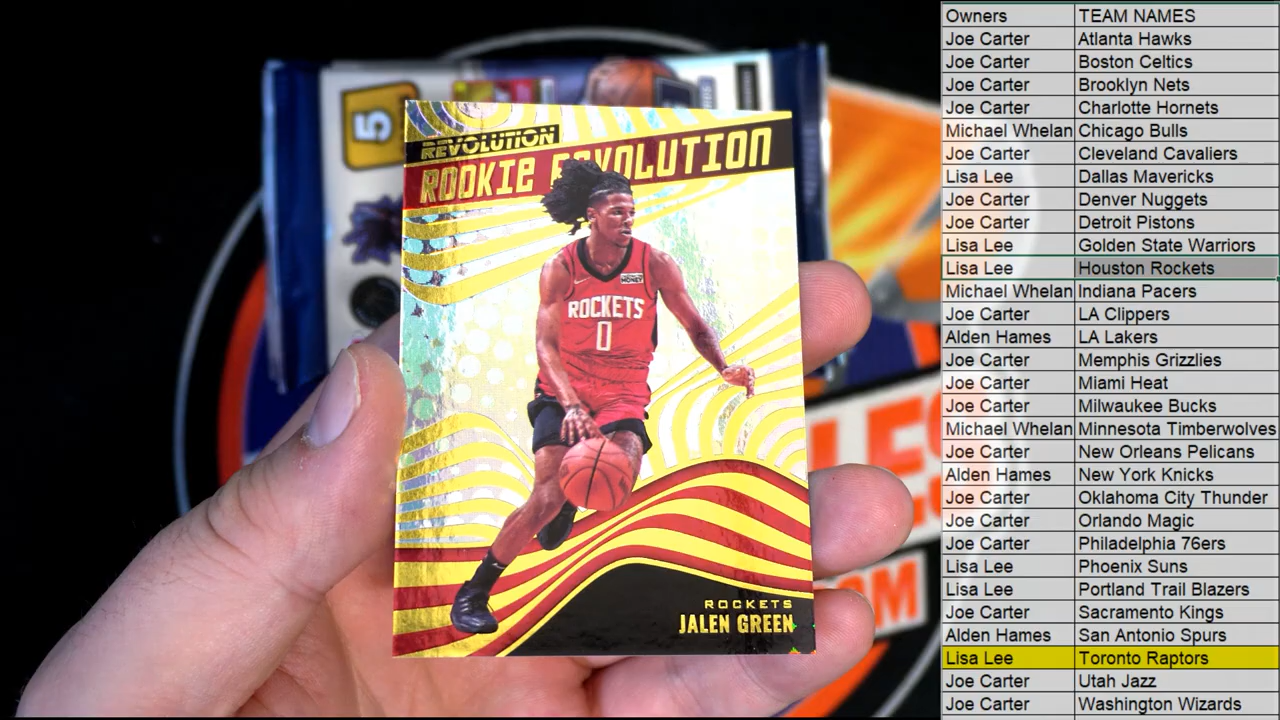 5
REVOLUTION
ROOKIE REVOLUTION
ROCKETS
0
ROCKETS
JALEN GREEN
Owners TEAM NAMES
Joe Carter Atlanta Hawks
Joe Carter Boston Celtics
Joe Carter Brooklyn Nets
Joe Carter Charlotte Hornets
Michael Whelan Chicago Bulls
Joe Carter Cleveland Cavaliers
Lisa Lee Dallas Mavericks
Joe Carter Denver Nuggets
Joe Carter Detroit Pistons
Lisa Lee Golden State Warriors
Lisa Lee Houston Rockets
Michael Whelan Indiana Pacers
Joe Carter LA Clippers
Alden Hames LA Lakers
Joe Carter Memphis Grizzlies
Joe Carter Miami Heat
Joe Carter Milwaukee Bucks
Michael Whelan Minnesota Timberwolves
Joe Carter New Orleans Pelicans
Alden Hames New York Knicks
Joe Carter Oklahoma City Thunder
Joe Carter Orlando Magic
Joe Carter Philadelphia 76ers
Lisa Lee Phoenix Suns
Lisa Lee Portland Trail Blazers
Joe Carter Sacramento Kings
Alden Hames San Antonio Spurs
Lisa Lee Toronto Raptors
Joe Carter Utah Jazz
Joe Carter Washington Wizards